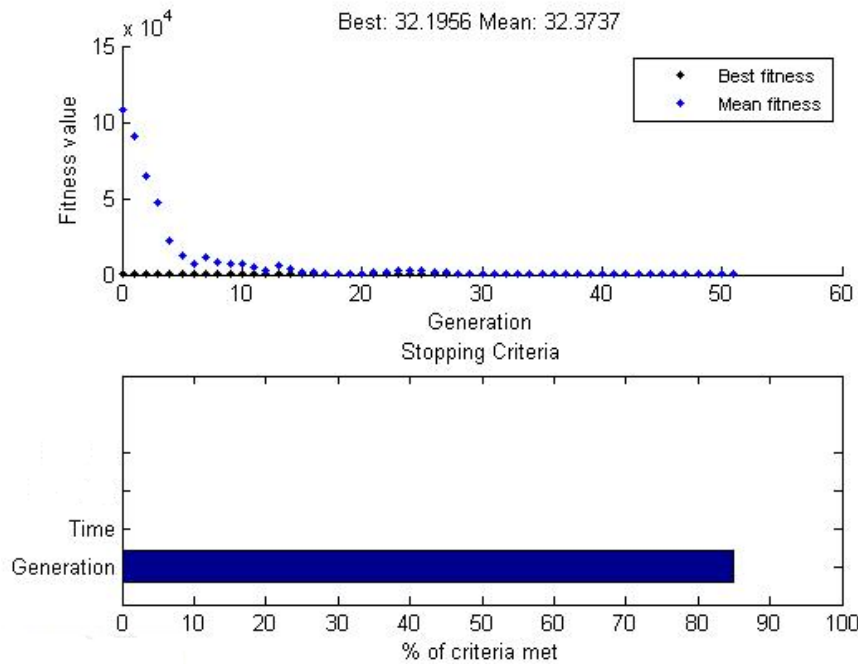 Best: 32.1956 Mean: 32.3737
x 10^4
15
10
5
0
Fitness value
Best fitness
Mean fitness
0 10 20 30 40 50 60
Generation
Stopping Criteria
Time
Generation
0 10 20 30 40 50 60 70 80 90 100
% of criteria met